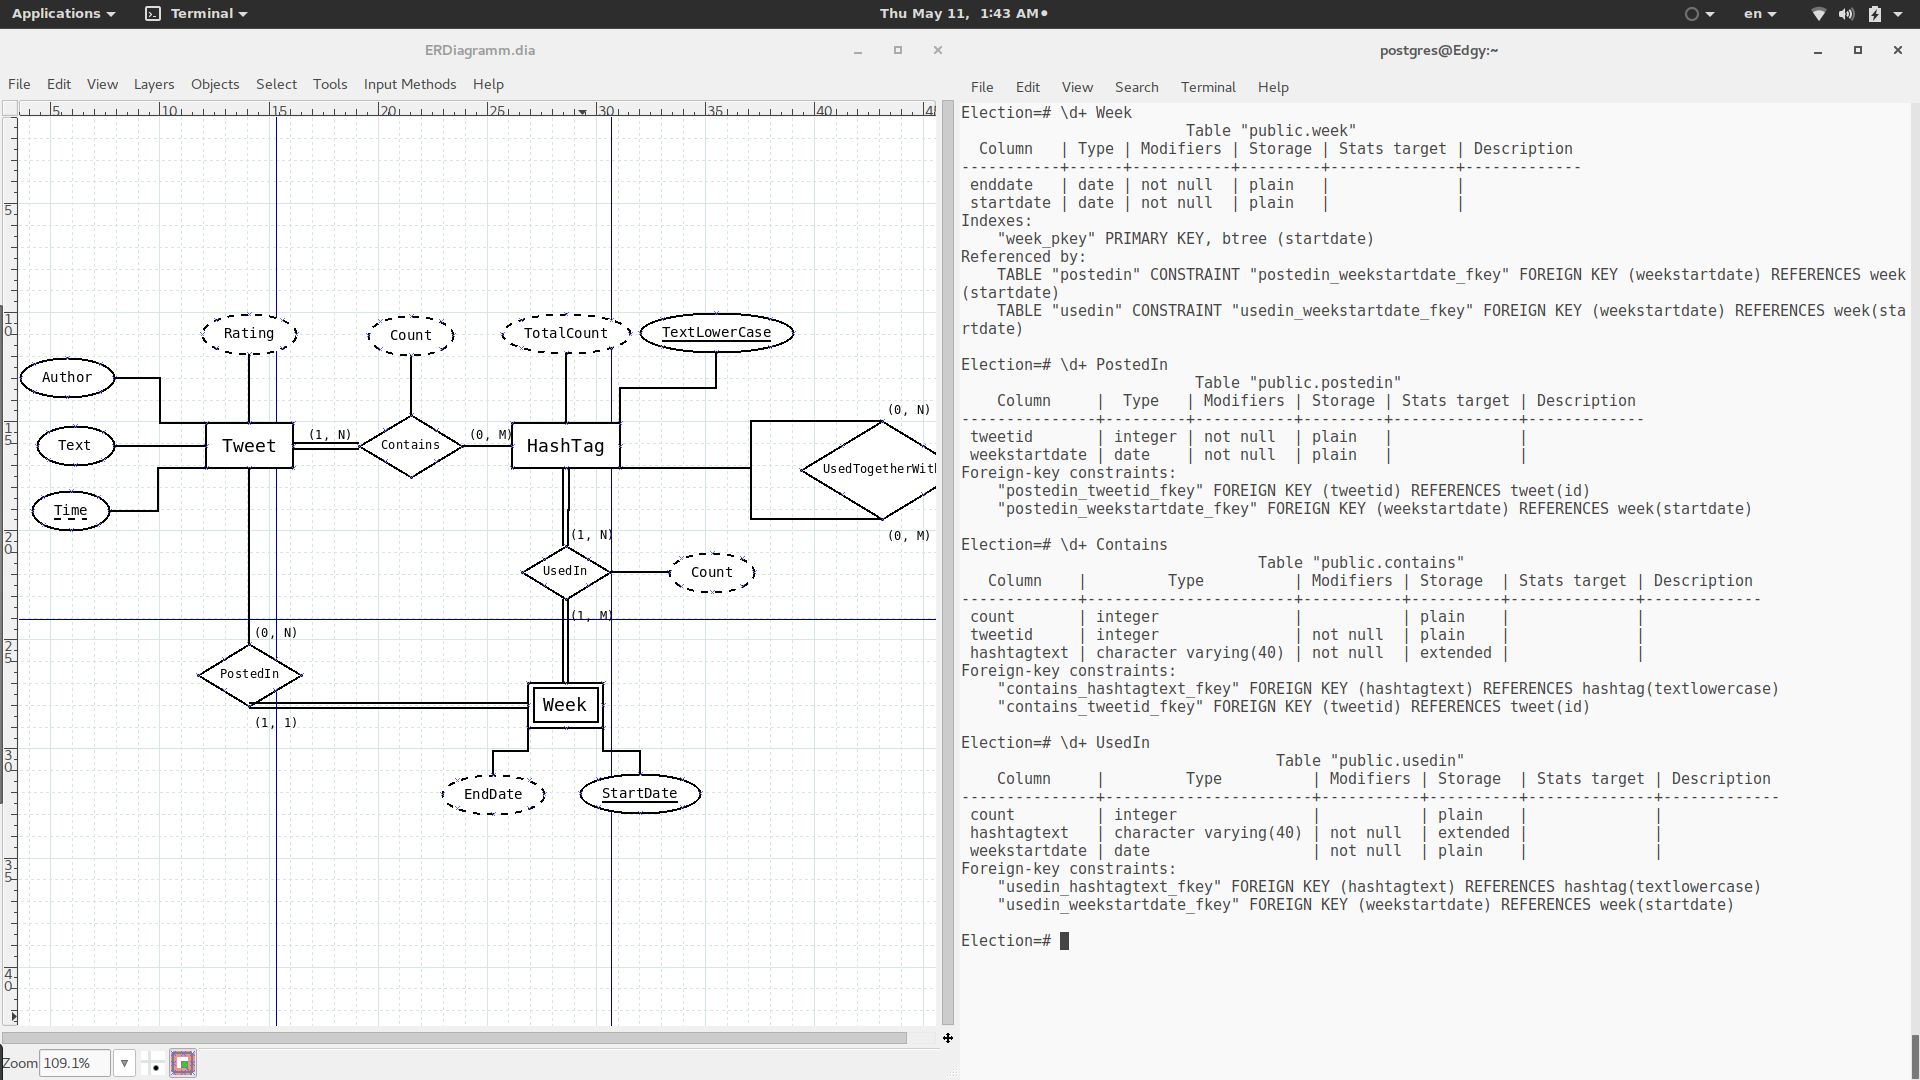 Applications
Terminal
Thu May 11, 1:43 AM
en
ERDiagramm.dia
File Edit View Layers Objects Select Tools Input Methods Help
5 10 15 20 25 30 35 40
5
10
15
20
25
30
35
40
Rating
Count
TotalCount
TextLowerCase
Author
(0, N)
Text
Tweet
(1, N)
Contains
(0, M)
HashTag
UsedTogetherWith
Time
(1, N)
(0, M)
UsedIn
Count
(1, M)
(0, N)
PostedIn
Week
(1, 1)
EndDate
StartDate
Zoom 109.1%
postgres@Edgy:~
File Edit View Search Terminal Help
Election=# \d+ Week
                         Table "public.week"
  Column   | Type | Modifiers | Storage | Stats target | Description
-----------+------+-----------+---------+--------------+-------------
 enddate   | date | not null  | plain   |              |
 startdate | date | not null  | plain   |              |
Indexes:
    "week_pkey" PRIMARY KEY, btree (startdate)
Referenced by:
    TABLE "postedin" CONSTRAINT "postedin_weekstartdate_fkey" FOREIGN KEY (weekstartdate) REFERENCES week
(startdate)
    TABLE "usedin" CONSTRAINT "usedin_weekstartdate_fkey" FOREIGN KEY (weekstartdate) REFERENCES week(sta
rtdate)
Election=# \d+ PostedIn
                          Table "public.postedin"
    Column     |  Type   | Modifiers | Storage | Stats target | Description
---------------+---------+-----------+---------+--------------+-------------
 tweetid       | integer | not null  | plain   |              |
 weekstartdate | date    | not null  | plain   |              |
Foreign-key constraints:
    "postedin_tweetid_fkey" FOREIGN KEY (tweetid) REFERENCES tweet(id)
    "postedin_weekstartdate_fkey" FOREIGN KEY (weekstartdate) REFERENCES week(startdate)
Election=# \d+ Contains
                                 Table "public.contains"
   Column    |         Type          | Modifiers | Storage  | Stats target | Description
-------------+-----------------------+-----------+----------+--------------+-------------
 count       | integer               |           | plain    |              |
 tweetid     | integer               | not null  | plain    |              |
 hashtagtext | character varying(40) | not null  | extended |              |
Foreign-key constraints:
    "contains_hashtagtext_fkey" FOREIGN KEY (hashtagtext) REFERENCES hashtag(textlowercase)
    "contains_tweetid_fkey" FOREIGN KEY (tweetid) REFERENCES tweet(id)
Election=# \d+ UsedIn
                                   Table "public.usedin"
    Column     |         Type          | Modifiers | Storage  | Stats target | Description
---------------+-----------------------+-----------+----------+--------------+-------------
 count         | integer               |           | plain    |              |
 hashtagtext   | character varying(40) | not null  | extended |              |
 weekstartdate | date                  | not null  | plain    |              |
Foreign-key constraints:
    "usedin_hashtagtext_fkey" FOREIGN KEY (hashtagtext) REFERENCES hashtag(textlowercase)
    "usedin_weekstartdate_fkey" FOREIGN KEY (weekstartdate) REFERENCES week(startdate)
Election=#